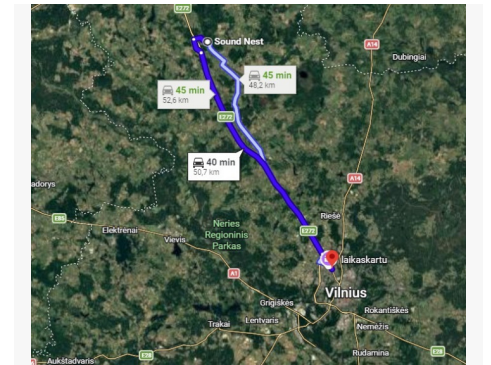 E272
Sound Nest
A14
Dubingiai
45 min
48,2 km
45 min
52,6 km
E272
40 min
50,7 km
A14
adorys
E85
Elektrėnai
Vievis
Neries
Regioninis
Parkas
Riešė
E272
laikaskartu
A1
Vilnius
Grigiškės
Rokantiškės
Trakai
Lentvaris
Nemėžis
Rudamina
E28
E28
Aukštadvaris